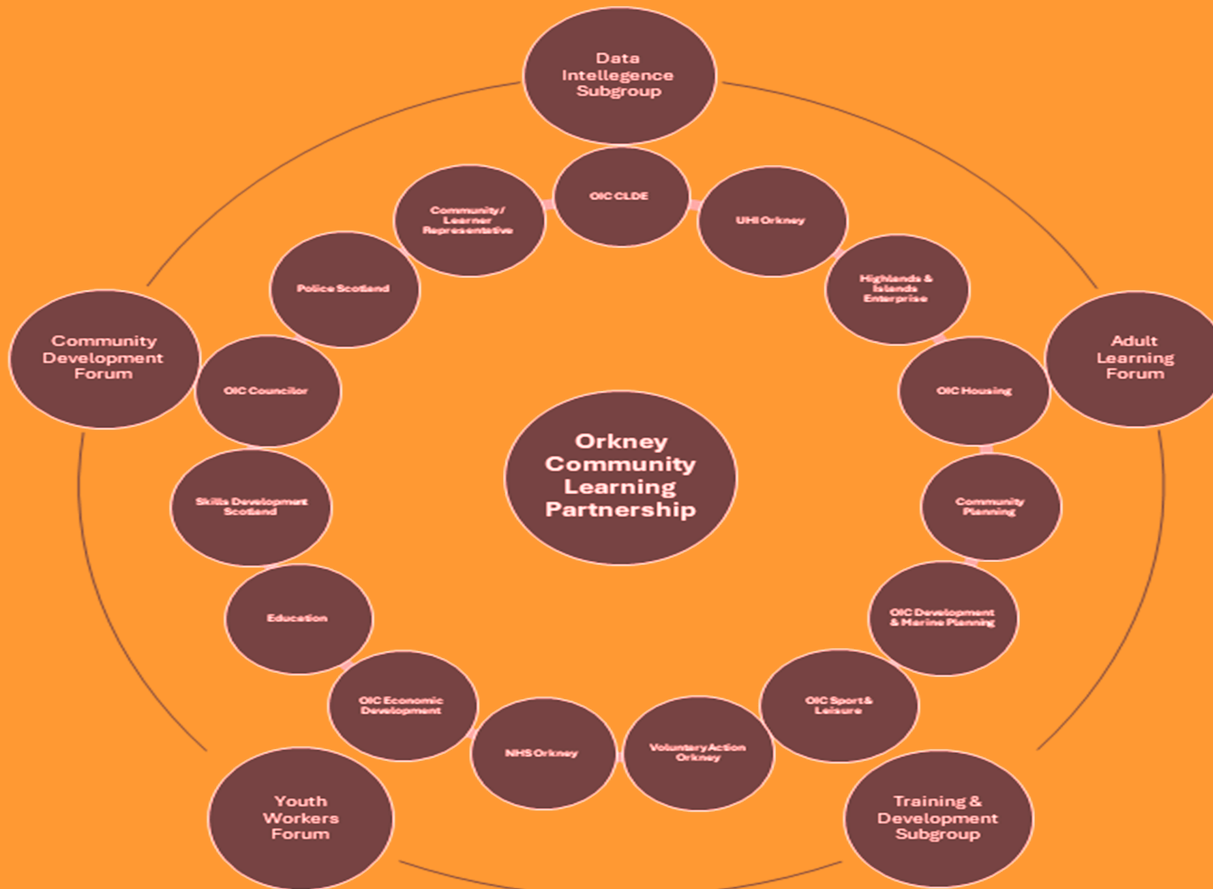 Data
Intellegence
Subgroup
OIC CLDE
Community /
Learner
Representative
UHI Orkney
Police Scotland
Highlands &
Islands
Enterprise
Community
Development
Forum
Adult
Learning
Forum
OIC Councilor
OIC Housing
Orkney
Community
Learning
Partnership
Skills Development
Scotland
Community
Planning
Education
OIC Development
& Marine Planning
OIC Economic
Development
OIC Sport &
Leisure
NHS Orkney
Voluntary Action
Orkney
Youth
Workers
Forum
Training &
Development
Subgroup